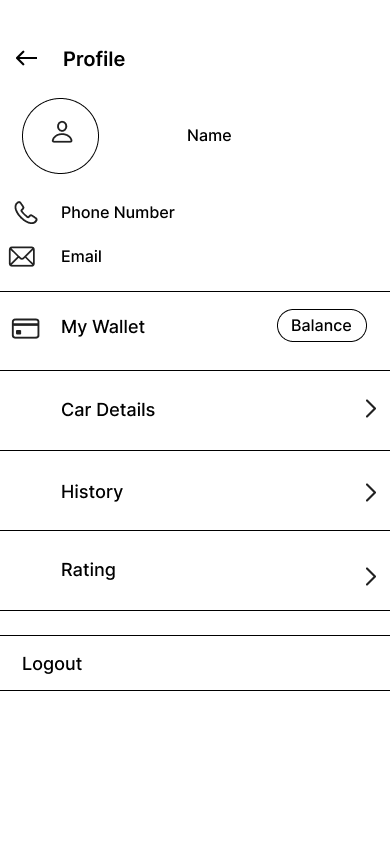 Profile
Name
Phone Number
Email
My Wallet
Balance
Car Details
History
Rating
Logout